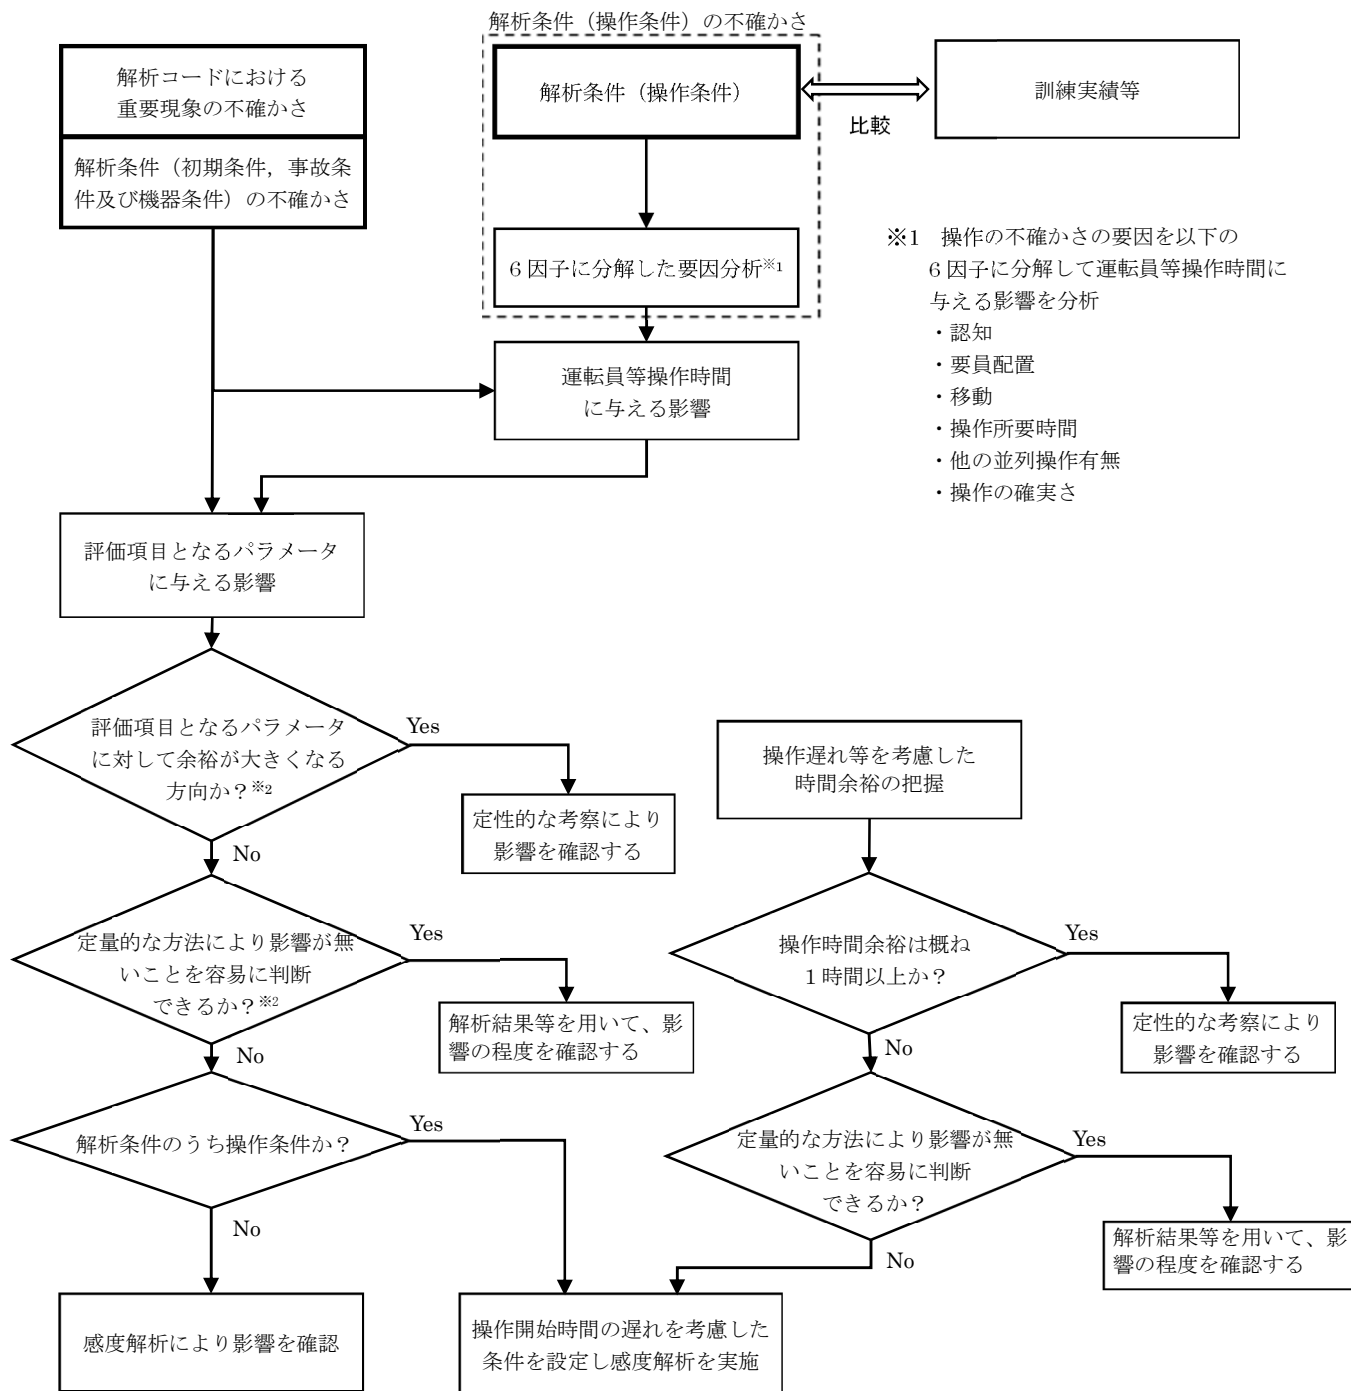 解析条件（操作条件）の不確かさ
解析コードにおける
重要現象の不確かさ
解析条件（初期条件，事故条
件及び機器条件）の不確かさ
解析条件（操作条件）
比較
訓練実績等
6因子に分解した要因分析※1
※1　操作の不確かさの要因を以下の
6因子に分解して運転員等操作時間に
与える影響を分析
・認知
・要員配置
・移動
・操作所要時間
・他の並列操作有無
・操作の確実さ
運転員等操作時間
に与える影響
評価項目となるパラメータ
に与える影響
評価項目となるパラメータ
に対して余裕が大きくなる
方向か？※2
Yes
定性的な考察により
影響を確認する
No
定量的な方法により影響が無
いことを容易に判断
できるか？※2
Yes
解析結果等を用いて、影
響の程度を確認する
No
解析条件のうち操作条件か？
Yes
No
感度解析により影響を確認
操作遅れ等を考慮した
時間余裕の把握
操作時間余裕は概ね
１時間以上か？
Yes
定性的な考察により
影響を確認する
No
定量的な方法により影響が無
いことを容易に判断
できるか？
Yes
解析結果等を用いて、影
響の程度を確認する
No
操作開始時間の遅れを考慮した
条件を設定し感度解析を実施